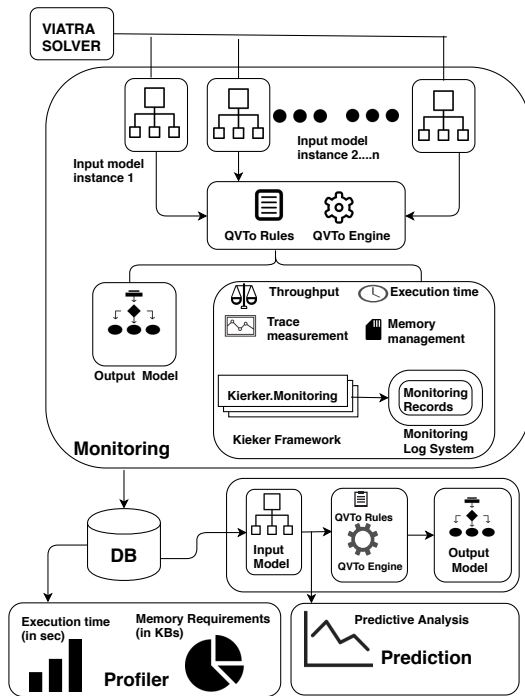 VIATRA
SOLVER
Input model
instance 1
Input model
instance 2....n
QVTo Rules
QVTo Engine
Output Model
Throughput
Execution time
Trace
measurement
Memory
management
Kierker.Monitoring
Monitoring
Records
Kieker Framework
Monitoring
Log System
Monitoring
DB
Input
Model
QVTo Rules
QVTo Engine
Output
Model
Execution time
(in sec)
Memory Requirements
(in KBs)
Profiler
Predictive Analysis
Prediction